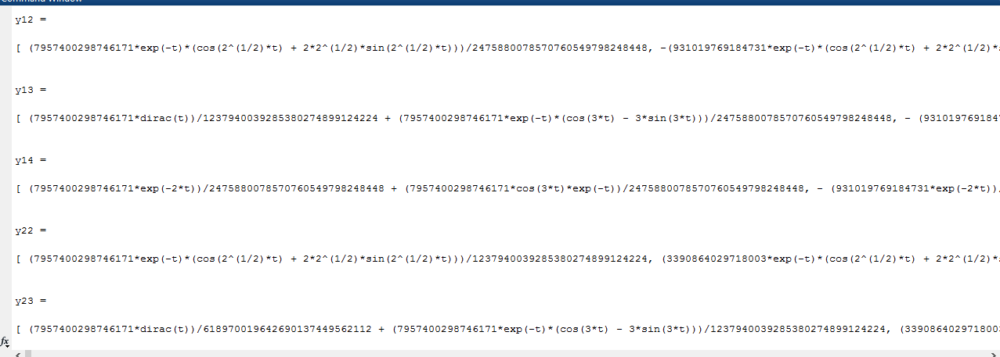 Command Window
y12 =
[ (7957400298746171*exp(-t)*(cos(2^(1/2)*t) + 2*2^(1/2)*sin(2^(1/2)*t)))/2475880078570760549798248448, -(931019769184731*exp(-t)*(cos(2^(1/2)*t) + 2*2^(1/2)*
y13 =
[ (7957400298746171*dirac(t))/1237940039285380274899124224 + (7957400298746171*exp(-t)*(cos(3*t) - 3*sin(3*t)))/2475880078570760549798248448, - (9310197691847
y14 =
[ (7957400298746171*exp(-2*t))/2475880078570760549798248448 + (7957400298746171*cos(3*t)*exp(-t))/2475880078570760549798248448, - (931019769184731*exp(-2*t))
y22 =
[ (7957400298746171*exp(-t)*(cos(2^(1/2)*t) + 2*2^(1/2)*sin(2^(1/2)*t)))/1237940039285380274899124224, (3390864029718003*exp(-t)*(cos(2^(1/2)*t) + 2*2^(1/2)*
y23 =
[ (7957400298746171*dirac(t))/618970019642690137449562112 + (7957400298746171*exp(-t)*(cos(3*t) - 3*sin(3*t)))/1237940039285380274899124224, (339086402971800
fx